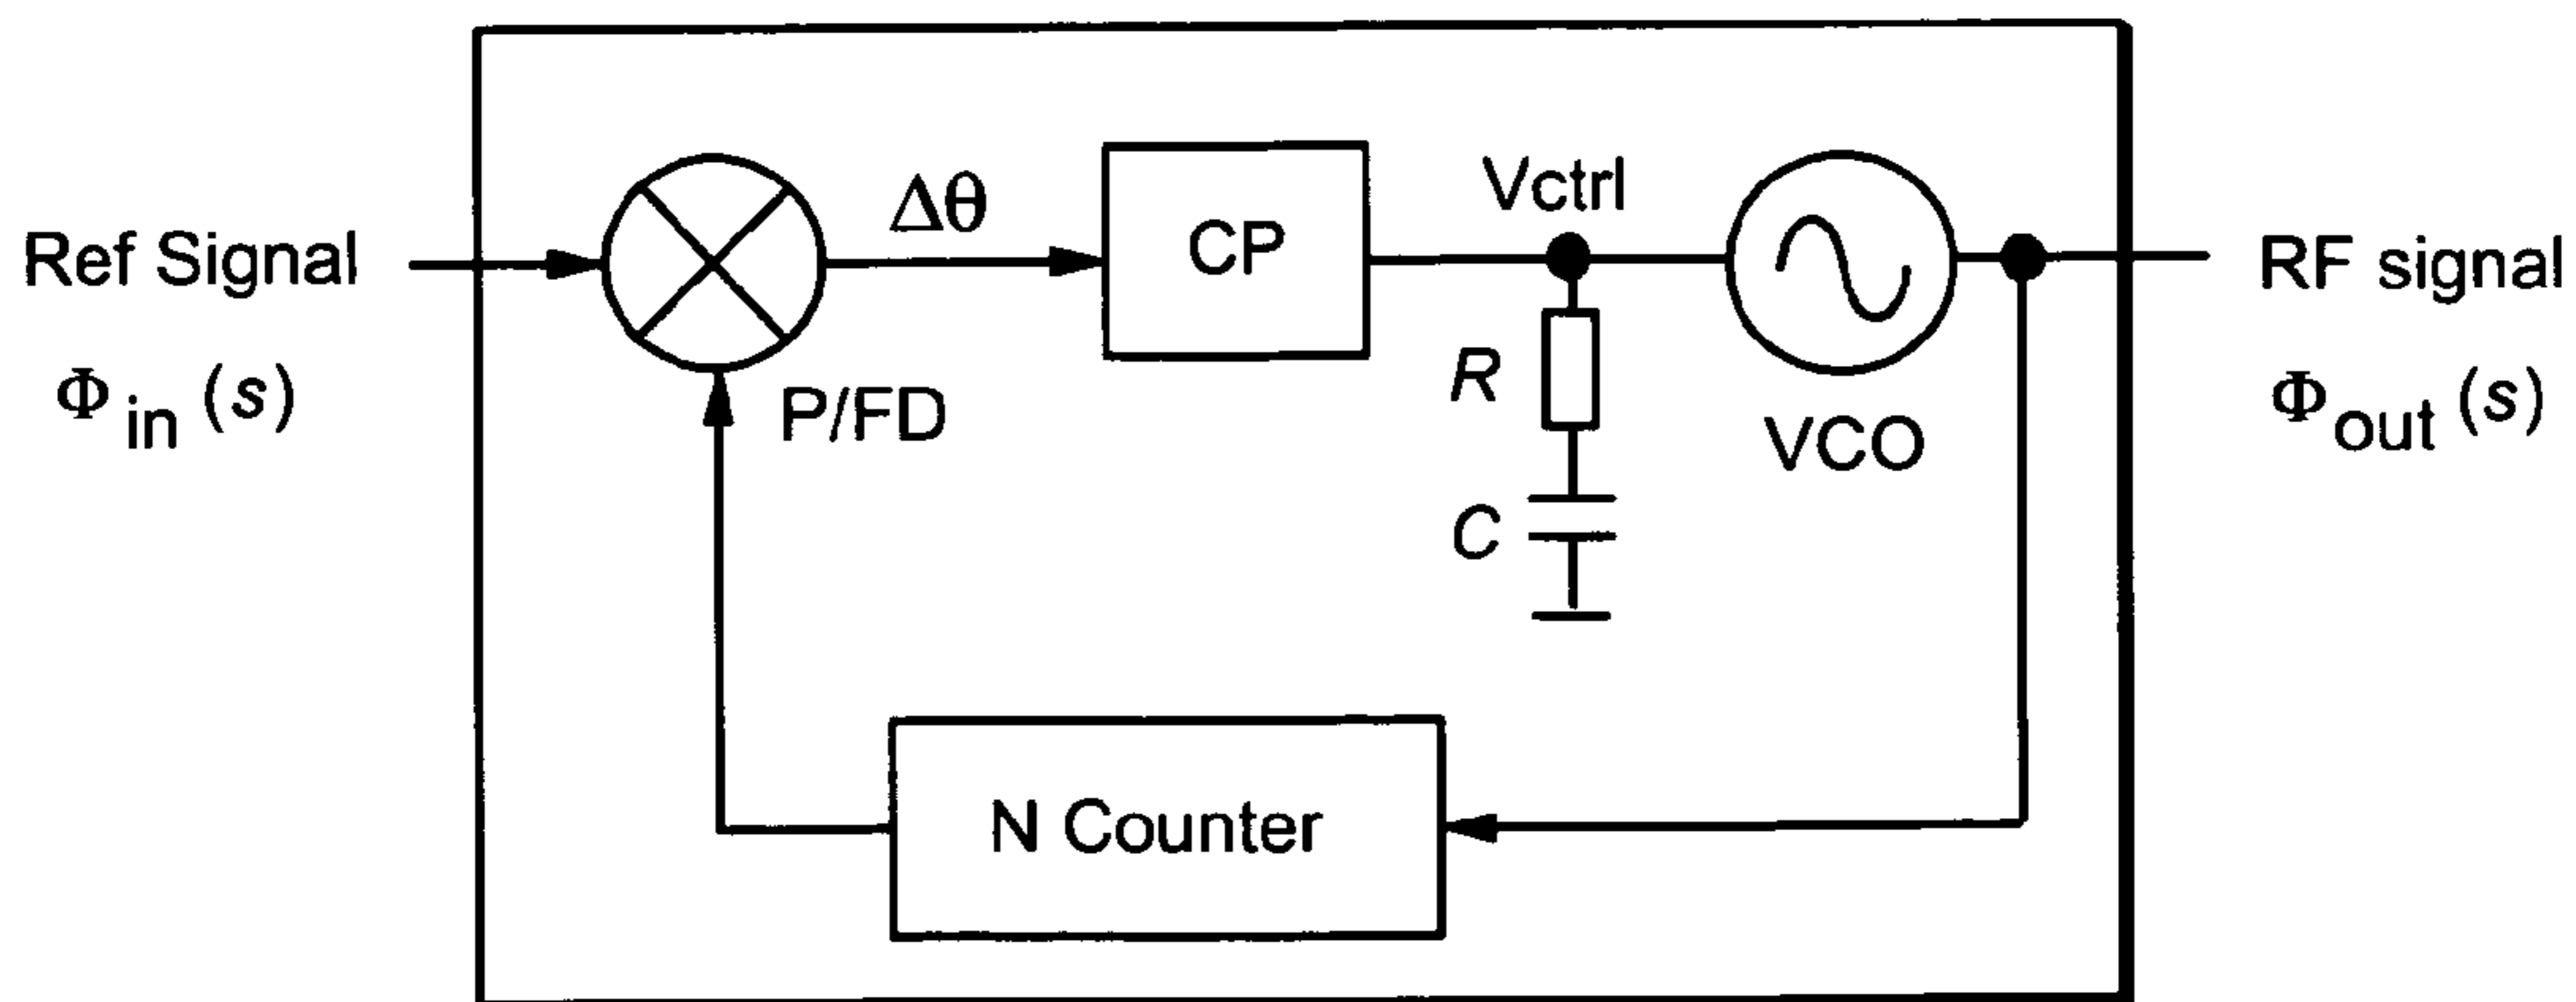 Ref Signal
Φin (s)
Δθ
P/FD
CP
Vctrl
R
C
VCO
RF signal
Φout (s)
N Counter